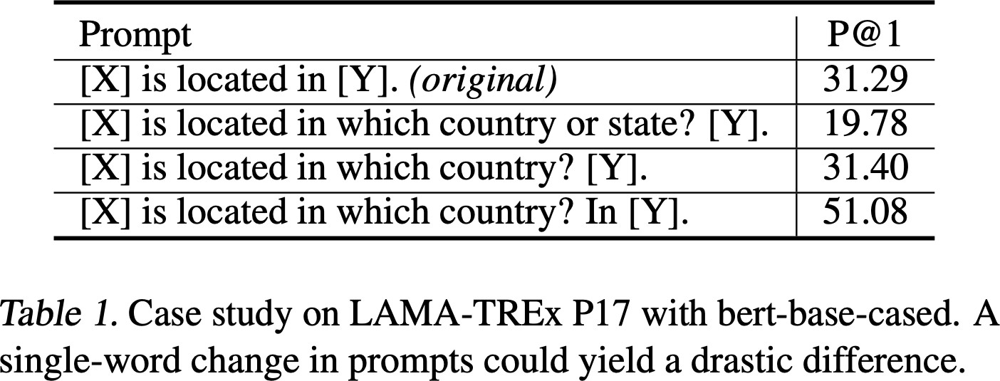 Prompt P@1
[X] is located in [Y]. (original) 31.29
[X] is located in which country or state? [Y]. 19.78
[X] is located in which country? [Y]. 31.40
[X] is located in which country? In [Y]. 51.08
Table 1. Case study on LAMA-TREx P17 with bert-base-cased. A
single-word change in prompts could yield a drastic difference.